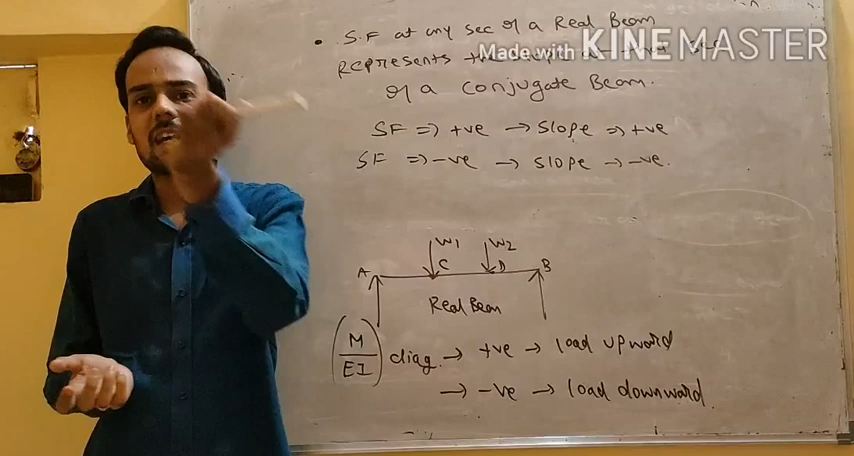 • S.F at any sec of a Real Beam
Made with KINEMASTER
REPRESENTS the
of a conjugate Beam.
SF => +ve → Slope => +ve
SF => -ve → Slope → -ve.
W1 W2
A C D B
Real Beam
(M/EI) diag. → +ve → load upward
→ -ve → load downward